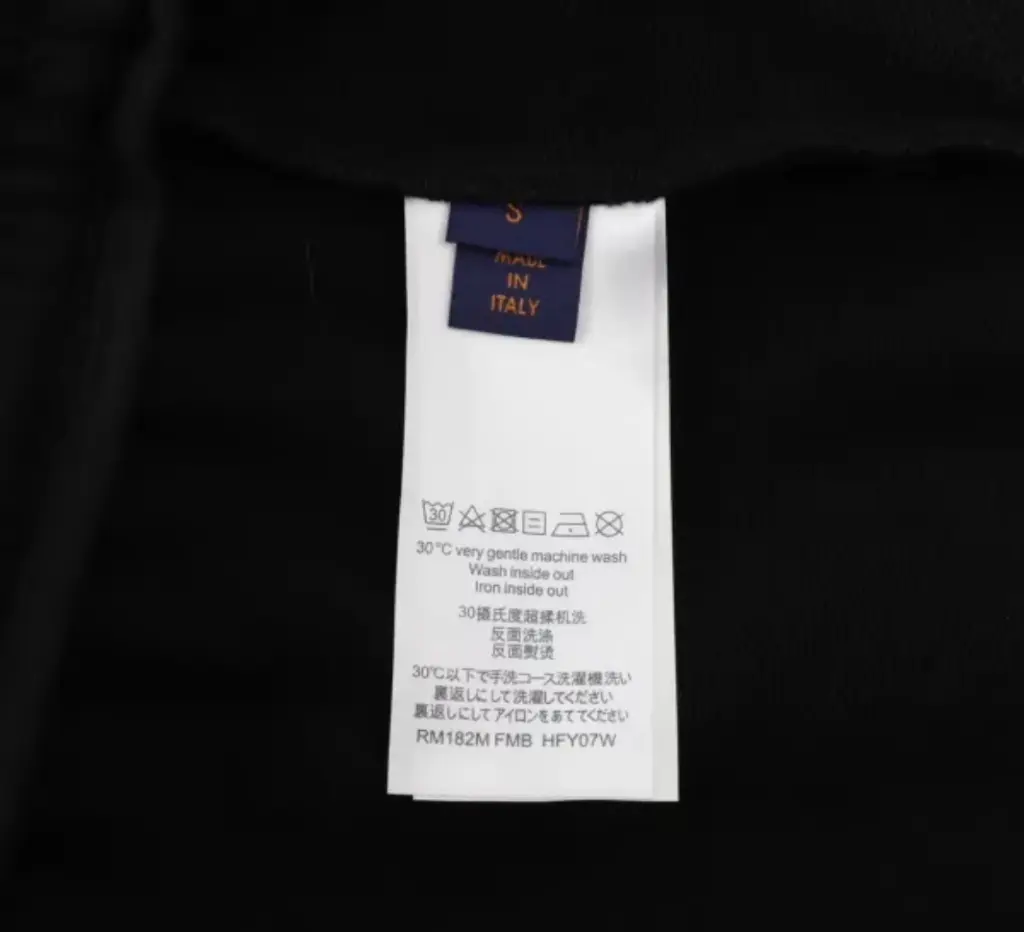 S
MADE
IN
ITALY
30
30°C very gentle machine wash
Wash inside out
Iron inside out
30摄氏度超揉机洗
反面洗涤
反面熨烫
30℃以下で手洗コース洗濯機洗い
裏返しにして洗濯してください
裏返しにしてアイロンをあててください
RM182M FMB HFY07W